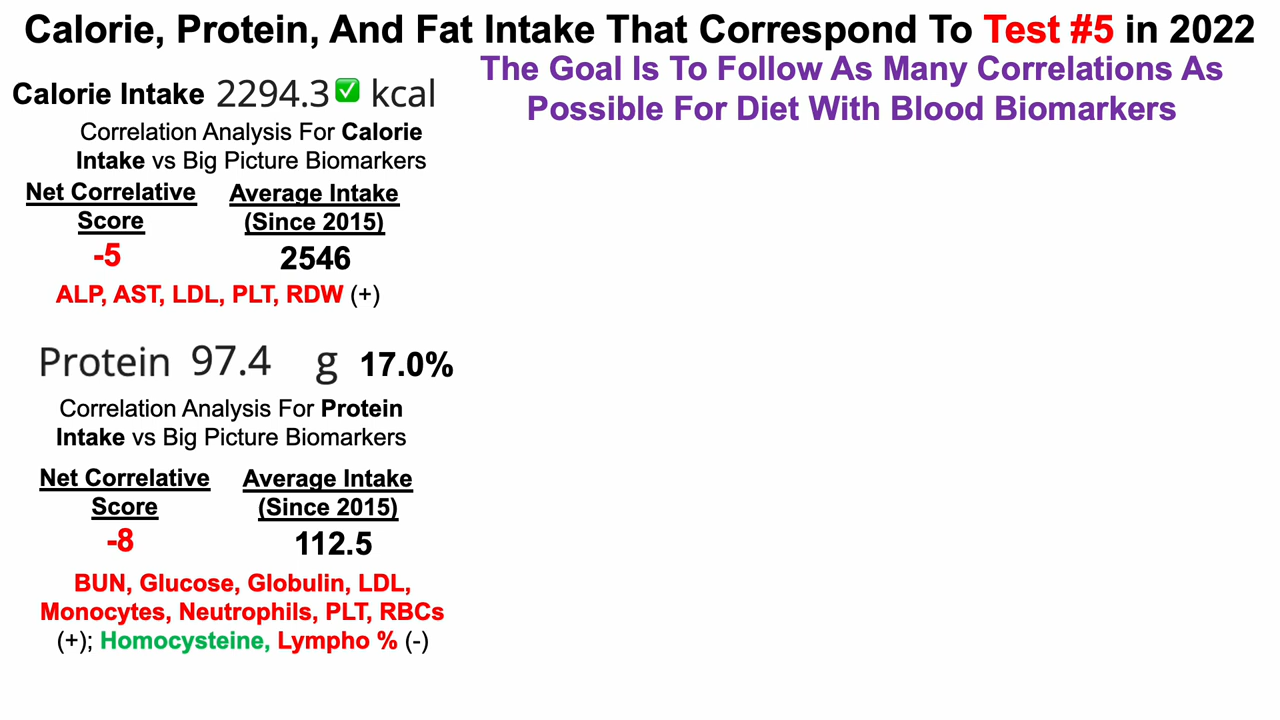 Calorie, Protein, And Fat Intake That Correspond To Test #5 in 2022
The Goal Is To Follow As Many Correlations As
Possible For Diet With Blood Biomarkers
Calorie Intake 2294.3✅ kcal
Correlation Analysis For Calorie
Intake vs Big Picture Biomarkers
Net Correlative Average Intake
Score (Since 2015)
-5 2546
ALP, AST, LDL, PLT, RDW (+)
Protein 97.4 g 17.0%
Correlation Analysis For Protein
Intake vs Big Picture Biomarkers
Net Correlative Average Intake
Score (Since 2015)
-8 112.5
BUN, Glucose, Globulin, LDL,
Monocytes, Neutrophils, PLT, RBCs
(+); Homocysteine, Lympho % (-)